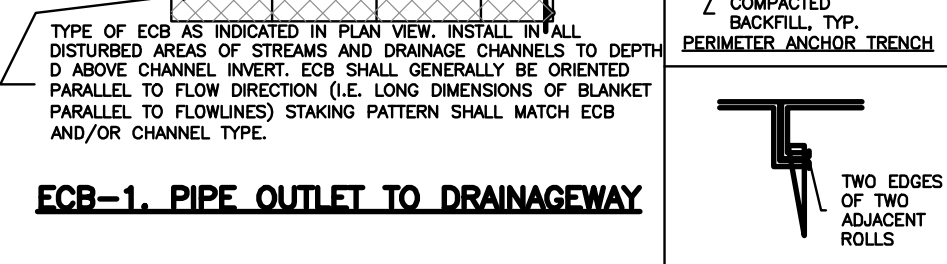 TYPE OF ECB AS INDICATED IN PLAN VIEW. INSTALL IN ALL
DISTURBED AREAS OF STREAMS AND DRAINAGE CHANNELS TO DEPTH
D ABOVE CHANNEL INVERT. ECB SHALL GENERALLY BE ORIENTED
PARALLEL TO FLOW DIRECTION (I.E. LONG DIMENSIONS OF BLANKET
PARALLEL TO FLOWLINES) STAKING PATTERN SHALL MATCH ECB
AND/OR CHANNEL TYPE.
ECB-1. PIPE OUTLET TO DRAINAGEWAY
COMPACTED
BACKFILL, TYP.
PERIMETER ANCHOR TRENCH
TWO EDGES
OF TWO
ADJACENT
ROLLS